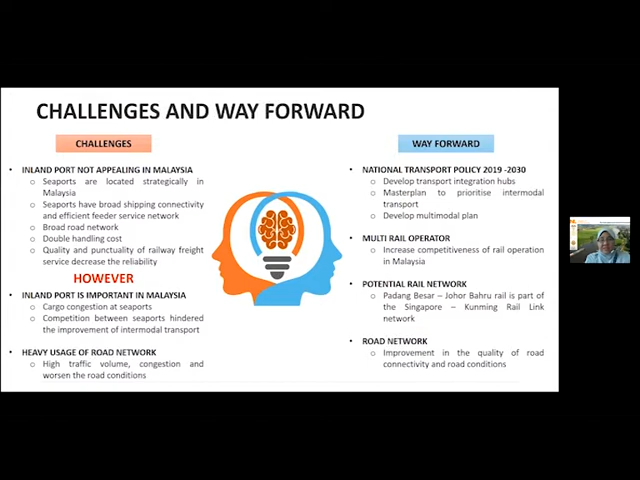 CHALLENGES AND WAY FORWARD
CHALLENGES
• INLAND PORT NOT APPEALING IN MALAYSIA
o Seaports are located strategically in
Malaysia
o Seaports have broad shipping connectivity
and efficient feeder service network
o Broad road network
o Double handling cost
o Quality and punctuality of railway freight
service decrease the reliability
HOWEVER
• INLAND PORT IS IMPORTANT IN MALAYSIA
o Cargo congestion at seaports
o Competition between seaports hindered
the improvement of intermodal transport
• HEAVY USAGE OF ROAD NETWORK
o High traffic volume, congestion and
worsen the road conditions
WAY FORWARD
• NATIONAL TRANSPORT POLICY 2019 -2030
o Develop transport integration hubs
o Masterplan to prioritise intermodal
transport
o Develop multimodal plan
• MULTI RAIL OPERATOR
o Increase competitiveness of rail operation
in Malaysia
• POTENTIAL RAIL NETWORK
o Padang Besar – Johor Bahru rail is part of
the Singapore – Kunming Rail Link
network
• ROAD NETWORK
o Improvement in the quality of road
connectivity and road conditions